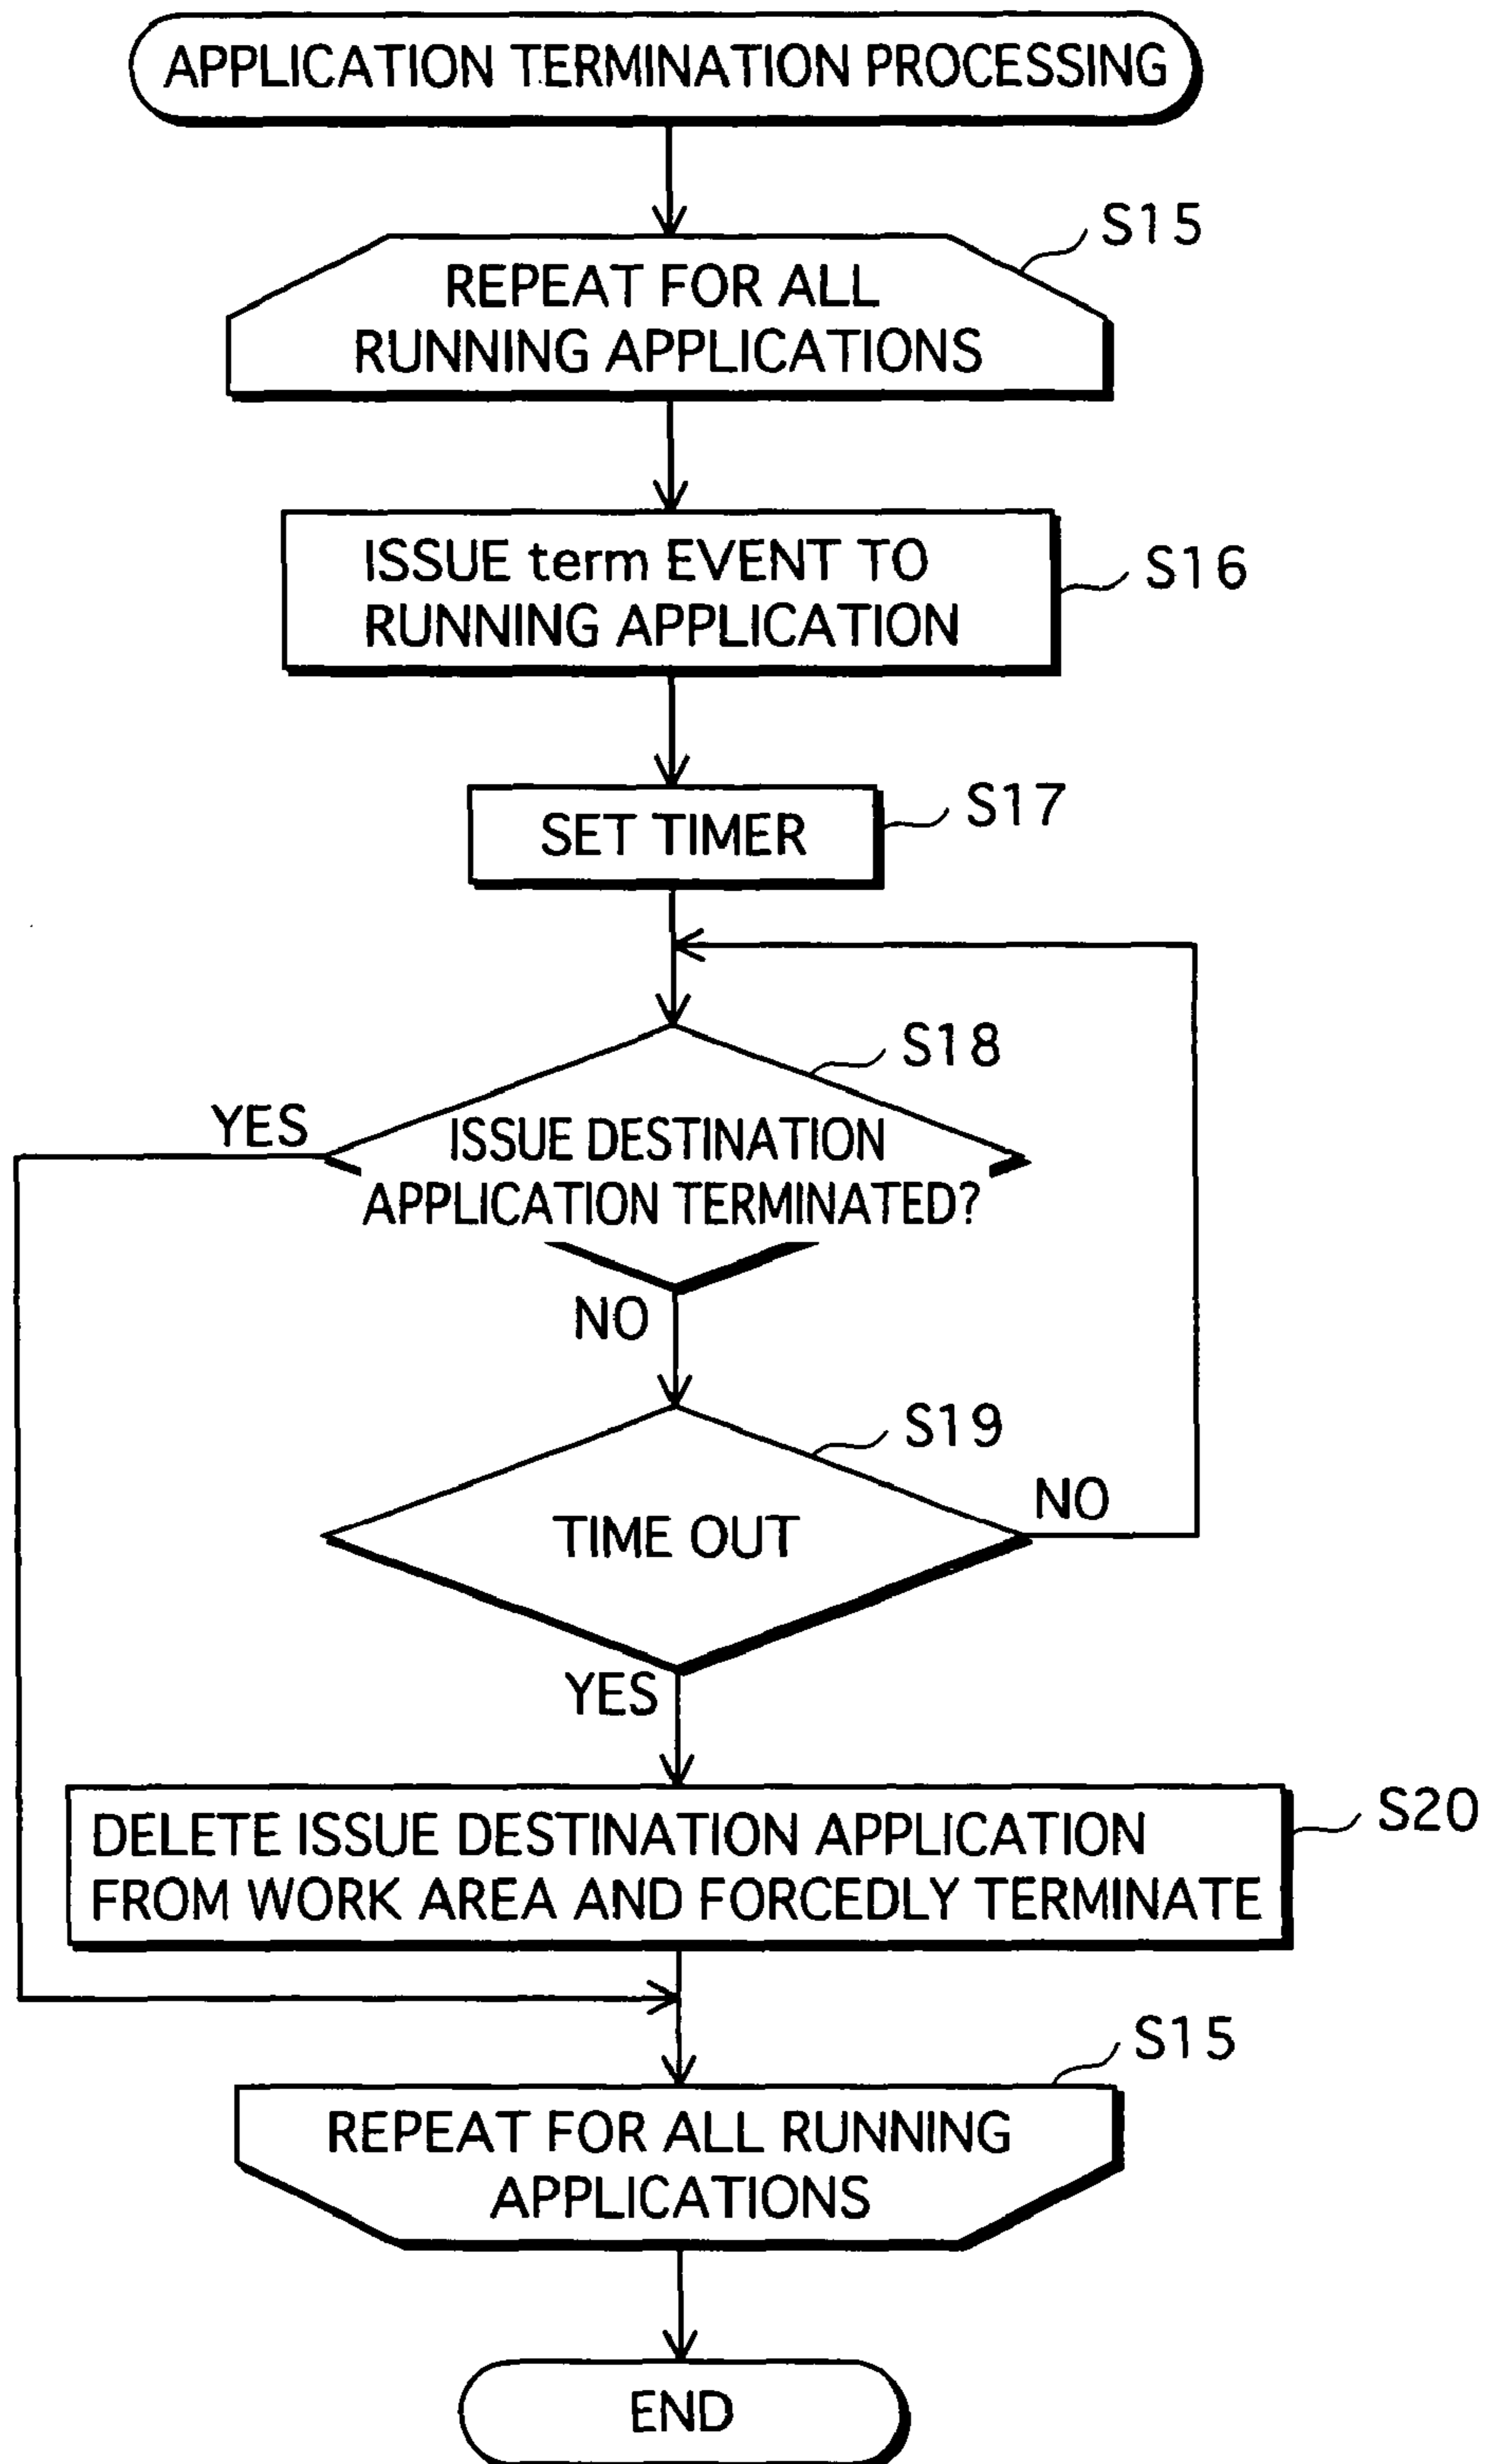 APPLICATION TERMINATION PROCESSING
S15
REPEAT FOR ALL
RUNNING APPLICATIONS
ISSUE term EVENT TO
RUNNING APPLICATION
S16
SET TIMER
S17
S18
YES
ISSUE DESTINATION
APPLICATION TERMINATED?
NO
S19
NO
TIME OUT
YES
S20
DELETE ISSUE DESTINATION APPLICATION
FROM WORK AREA AND FORCEDLY TERMINATE
S15
REPEAT FOR ALL RUNNING
APPLICATIONS
END